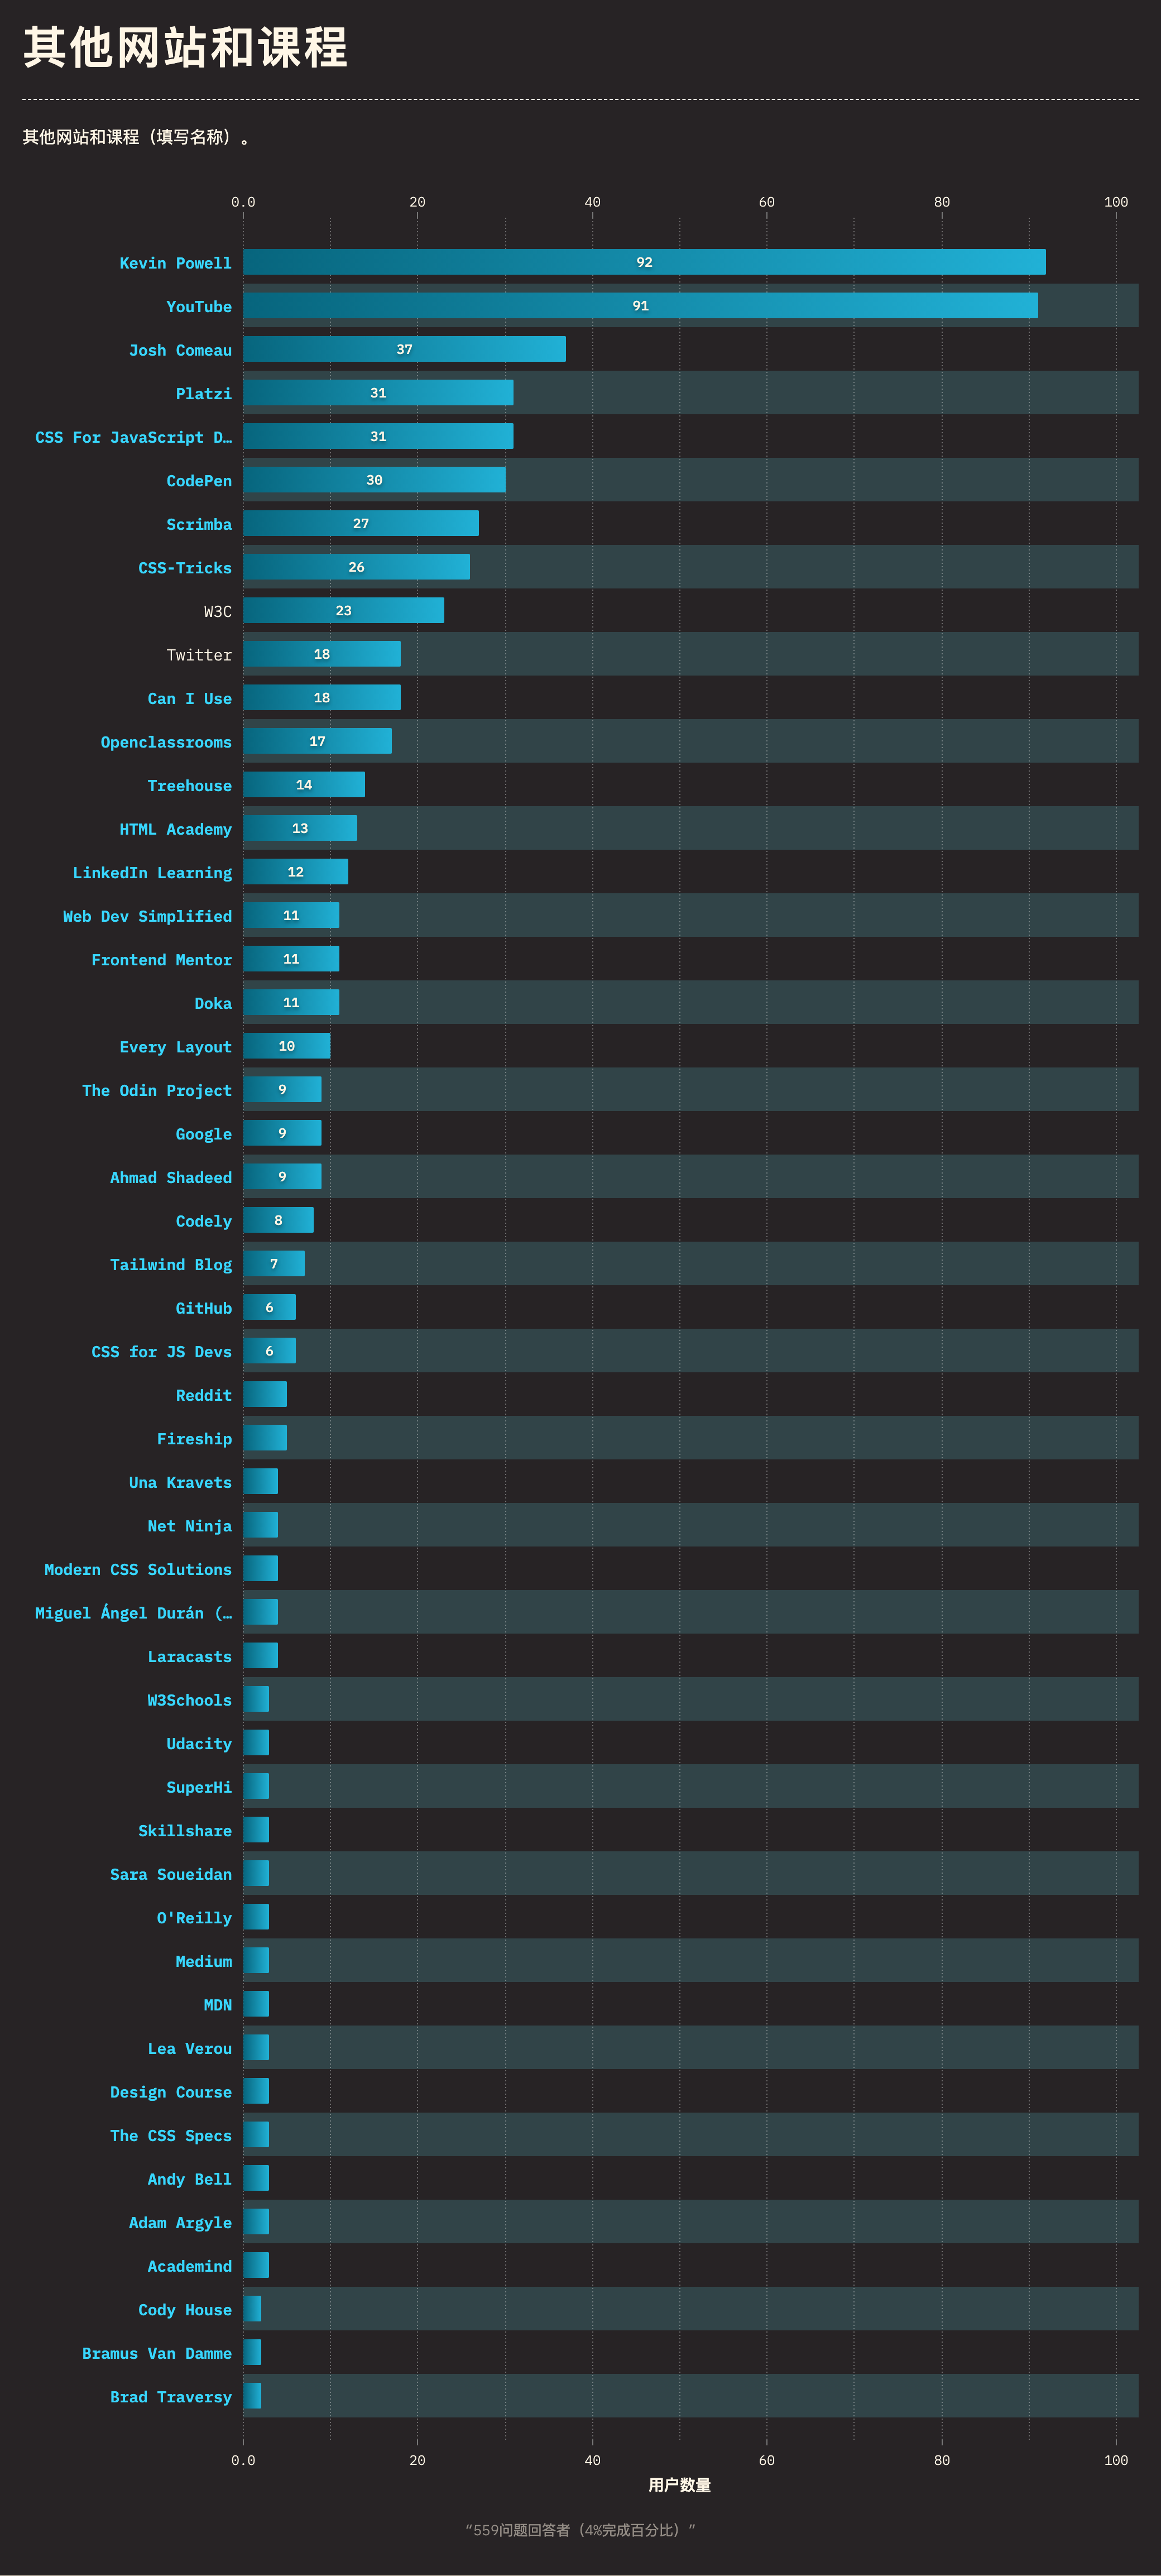 其他网站和课程
其他网站和课程（填写名称）。
0.0 20 40 60 80 100
Kevin Powell 92
YouTube 91
Josh Comeau 37
Platzi 31
CSS For JavaScript D… 31
CodePen 30
Scrimba 27
CSS-Tricks 26
W3C 23
Twitter 18
Can I Use 18
Openclassrooms 17
Treehouse 14
HTML Academy 13
LinkedIn Learning 12
Web Dev Simplified 11
Frontend Mentor 11
Doka 11
Every Layout 10
The Odin Project 9
Google 9
Ahmad Shadeed 9
Codely 8
Tailwind Blog 7
GitHub 6
CSS for JS Devs 6
Reddit
Fireship
Una Kravets
Net Ninja
Modern CSS Solutions
Miguel Ángel Durán (…
Laracasts
W3Schools
Udacity
SuperHi
Skillshare
Sara Soueidan
O'Reilly
Medium
MDN
Lea Verou
Design Course
The CSS Specs
Andy Bell
Adam Argyle
Academind
Cody House
Bramus Van Damme
Brad Traversy
0.0 20 40 60 80 100
用户数量
“559问题回答者（4%完成百分比）”